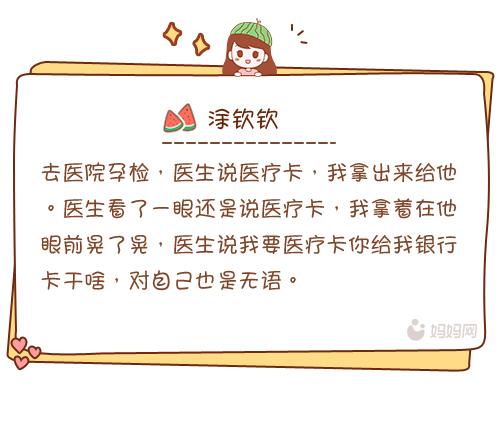 涂钦钦
去医院孕检，医生说医疗卡，我拿出来给他
。医生看了一眼还是说医疗卡，我拿着在他
眼前晃了晃，医生说我要医疗卡你给我银行
卡干啥，对自己也是无语。
妈妈网